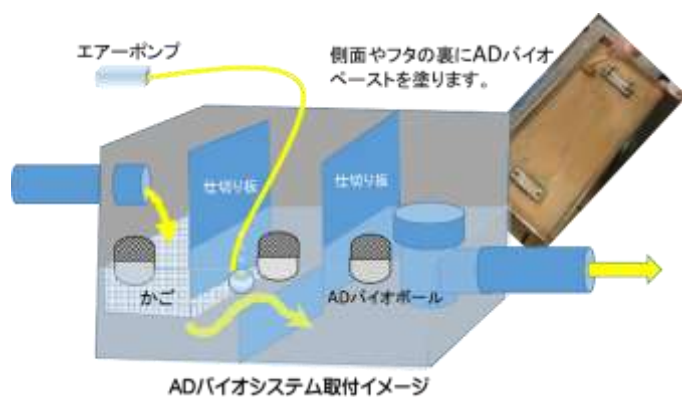 エアーポンプ
側面やフタの裏にADバイオ
ペーストを塗ります。
仕切り板
仕切り板
かご
ADバイオボール
ADバイオシステム取付イメージ